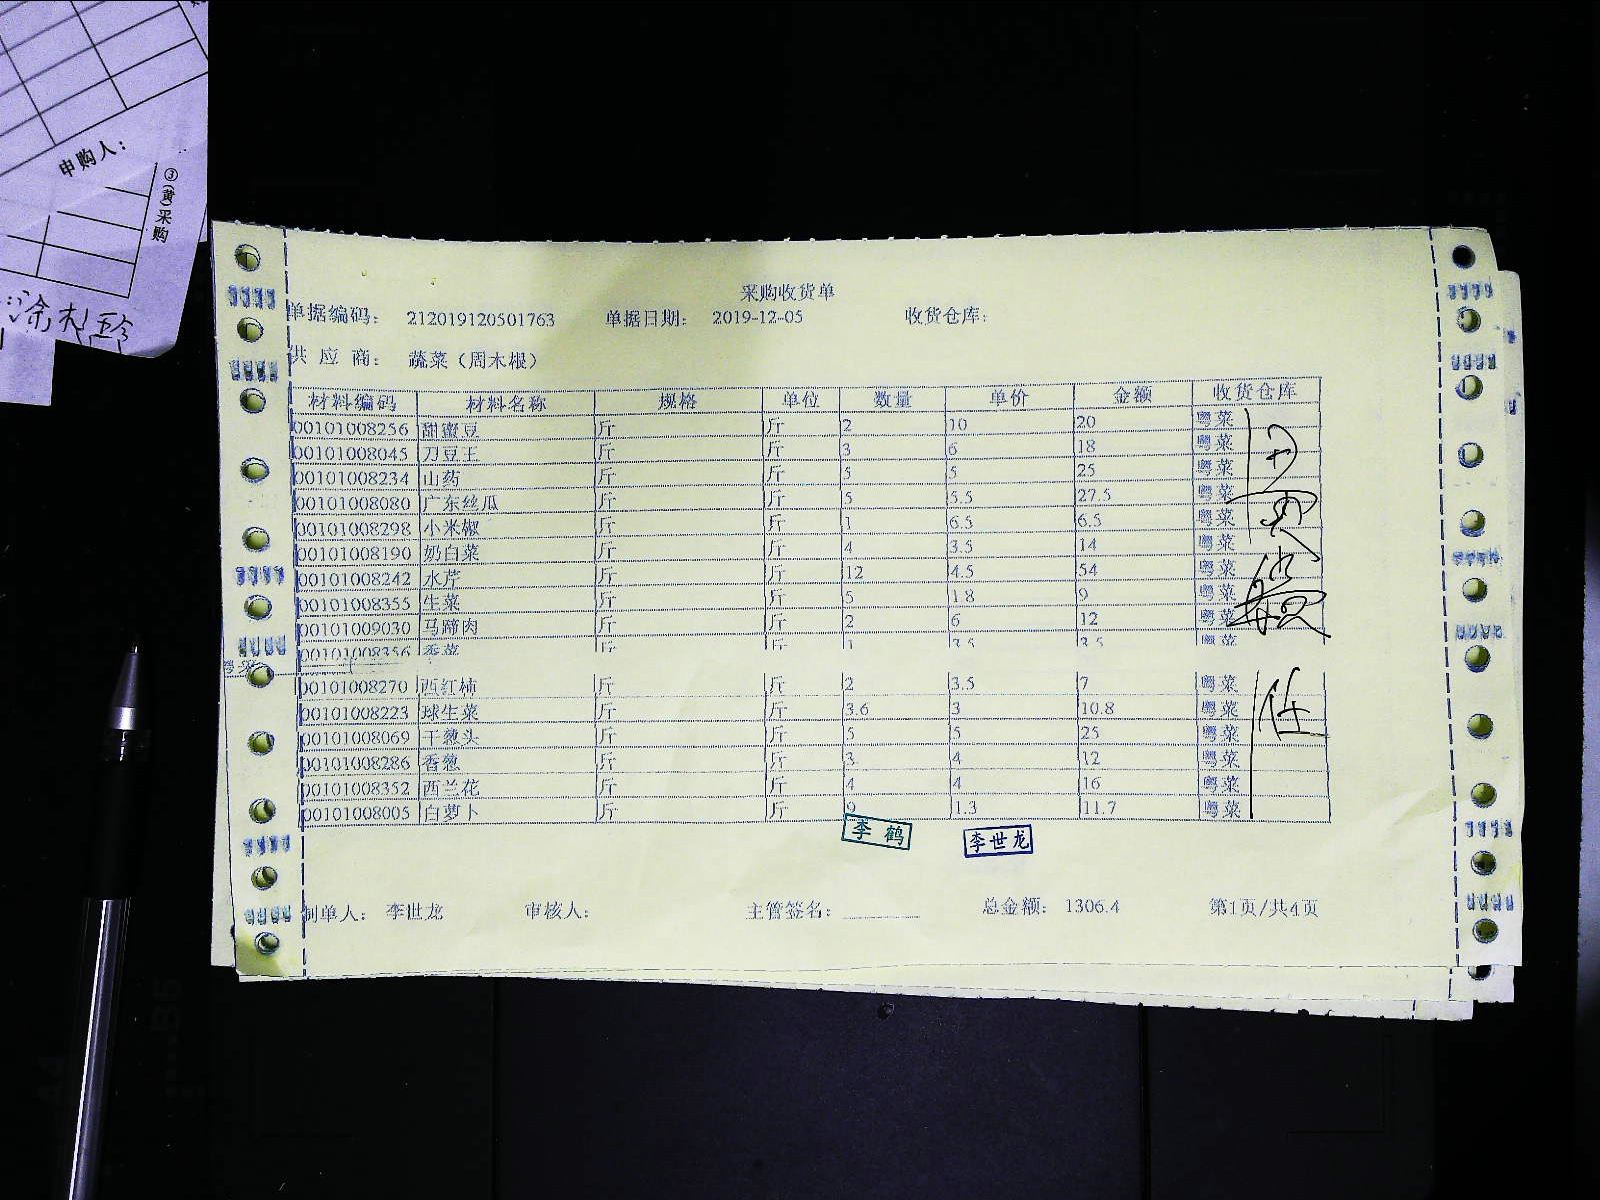 申购人：
③(黄)采购
采购收货单
单据编码： 212019120501763 单据日期： 2019-12-05 收货仓库：
供 应 商： 蔬菜（周木根）
材料编码 材料名称 规格 单位 数量 单价 金额 收货仓库
00101008256 甜蜜豆 斤 斤 2 10 20 粤菜
00101008045 刀豆王 斤 斤 3 6 18 粤菜
00101008234 山药 斤 斤 5 5 25 粤菜
00101008080 广东丝瓜 斤 斤 5 5.5 27.5 粤菜
00101008298 小米椒 斤 斤 1 6.5 6.5 粤菜
00101008190 奶白菜 斤 斤 4 3.5 14 粤菜
00101008242 水芹 斤 斤 12 4.5 54 粤菜
00101008355 生菜 斤 斤 5 1.8 9 粤菜
00101009030 马蹄肉 斤 斤 2 6 12 粤菜
00101008356 香菜 斤 斤 1 3.5 3.5 粤菜
00101008270 西红柿 斤 斤 2 3.5 7 粤菜
00101008223 球生菜 斤 斤 3.6 3 10.8 粤菜
00101008069 干葱头 斤 斤 5 5 25 粤菜
00101008286 香葱 斤 斤 3 4 12 粤菜
00101008352 西兰花 斤 斤 4 4 16 粤菜
00101008005 白萝卜 斤 斤 9 1.3 11.7 粤菜
李鹤 李世龙
制单人： 李世龙 审核人： 主管签名： 总金额： 1306.4 第1页/共4页